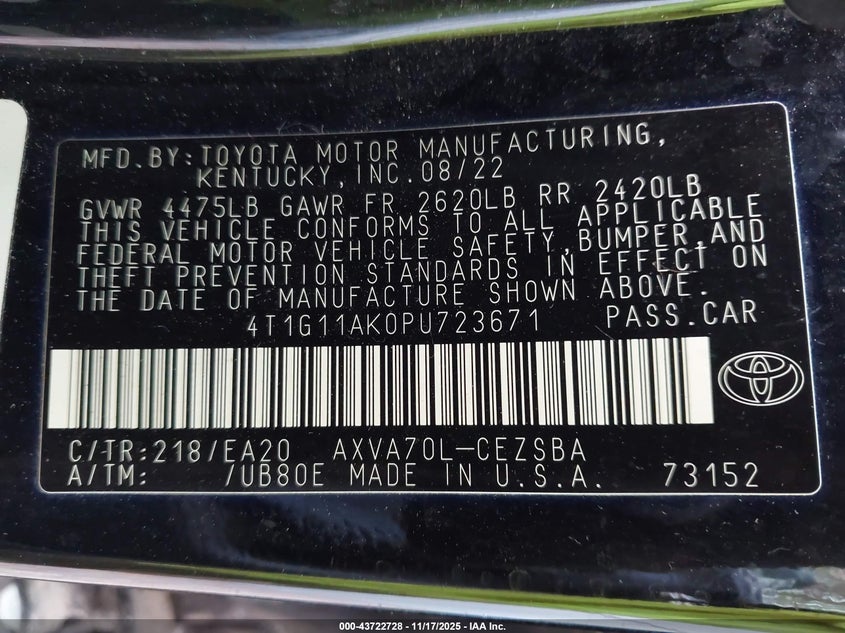 MFD.BY:TOYOTA MOTOR MANUFACTURING,
KENTUCKY,INC.08/22
GVWR 4475LB GAWR FR 2620LB RR 2420LB
THIS VEHICLE CONFORMS TO ALL APPLICABLE
FEDERAL MOTOR VEHICLE SAFETY,BUMPER,AND
THEFT PREVENTION STANDARDS IN EFFECT ON
THE DATE OF MANUFACTURE SHOWN ABOVE.
4T1G11AK0PU723671 PASS.CAR
C/TR:218/EA20 AXVA70L-CEZSBA
A/TM: /UB80E MADE IN U.S.A. 73152
000-43722728 - 11/17/2025 - IAA Inc.